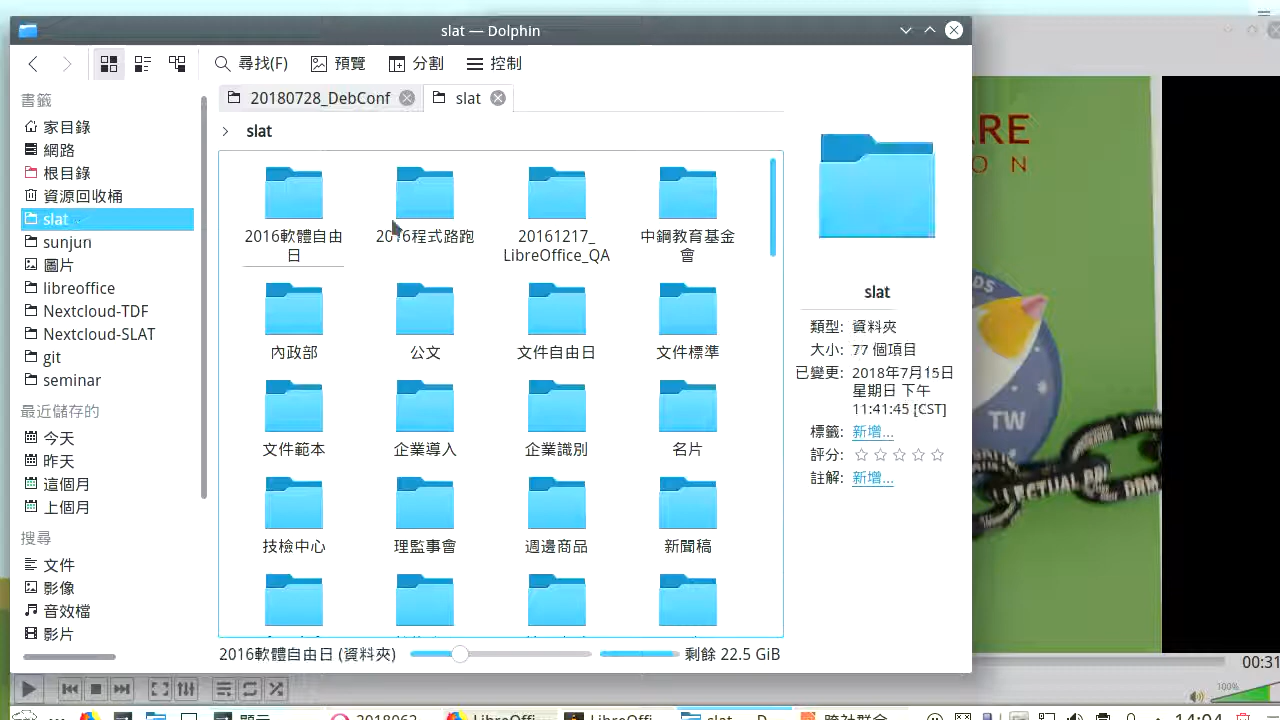 slat — Dolphin
尋找(F) 預覽 分割 控制
書籤
家目錄
網路
根目錄
資源回收桶
slat
sunjun
圖片
libreoffice
Nextcloud-TDF
Nextcloud-SLAT
git
seminar
最近儲存的
今天
昨天
這個月
上個月
搜尋
文件
影像
音效檔
影片
20180728_DebConf slat
slat
2016軟體自由
日
2016程式路跑
20161217_
LibreOffice_QA
中鋼教育基金
會
內政部 公文 文件自由日 文件標準
文件範本 企業導入 企業識別 名片
技檢中心 理監事會 週邊商品 新聞稿
2016軟體自由日 (資料夾) 剩餘 22.5 GiB
slat
類型: 資料夾
大小: 77 個項目
已變更: 2018年7月15日
星期日 下午
11:41:45 [CST]
標籤: 新增...
評分:
註解: 新增...
ARE
O N
DS
TW
00:31
100%